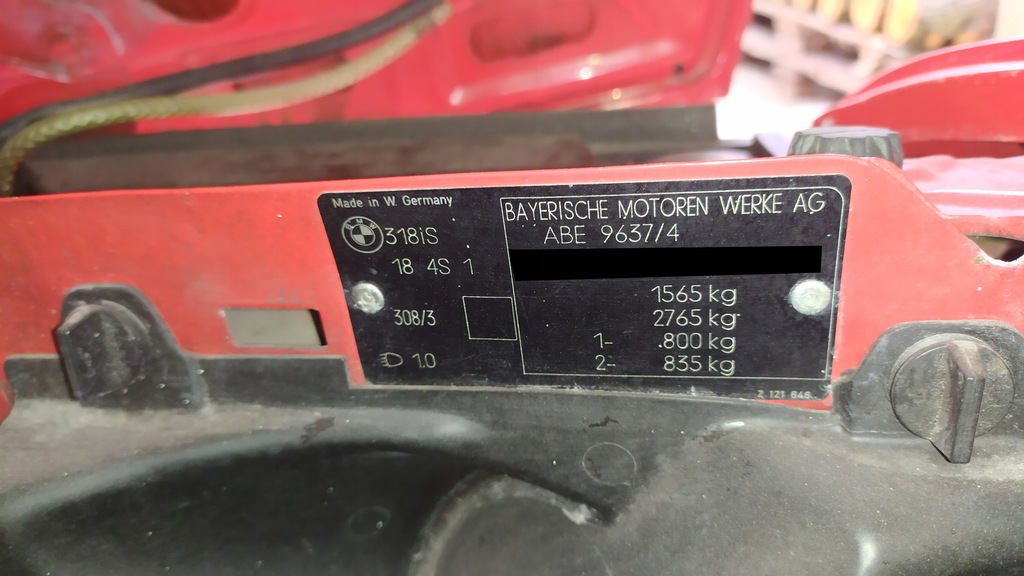 Made in W. Germany
BMW
318iS
18 4S 1
308/3
1.0
BAYERISCHE MOTOREN WERKE AG
ABE 9637/4
1565 kg
2765 kg
1- 800 kg
2- 835 kg
2 121 646